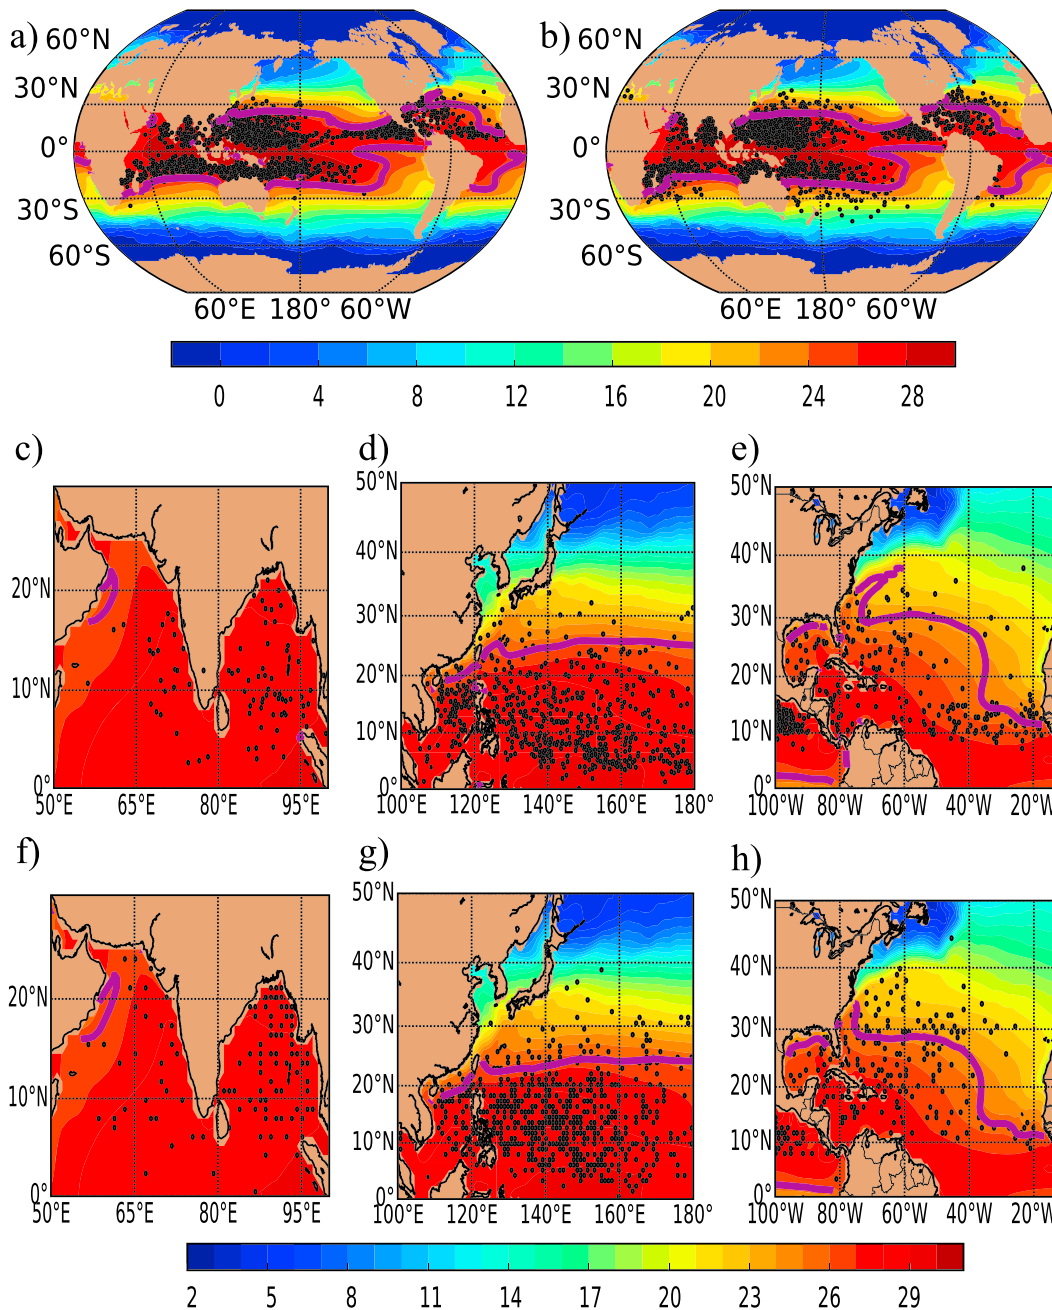 a) b)
60°N 60°N
30°N 30°N
0° 0°
30°S 30°S
60°S 60°S
60°E 180° 60°W 60°E 180° 60°W
0 4 8 12 16 20 24 28
c) d) e)
50°N 50°N
40°N 40°N
20°N 30°N 30°N
20°N 20°N
10°N 10°N 10°N
0° 0° 0°
50°E 65°E 80°E 95°E 100°E 120°E 140°E 160°E 180° 100°W 80°W 60°W 40°W 20°W
f) g) h)
50°N 50°N
40°N 40°N
20°N 30°N 30°N
20°N 20°N
10°N 10°N 10°N
0° 0° 0°
50°E 65°E 80°E 95°E 100°E 120°E 140°E 160°E 180° 100°W 80°W 60°W 40°W 20°W
2 5 8 11 14 17 20 23 26 29